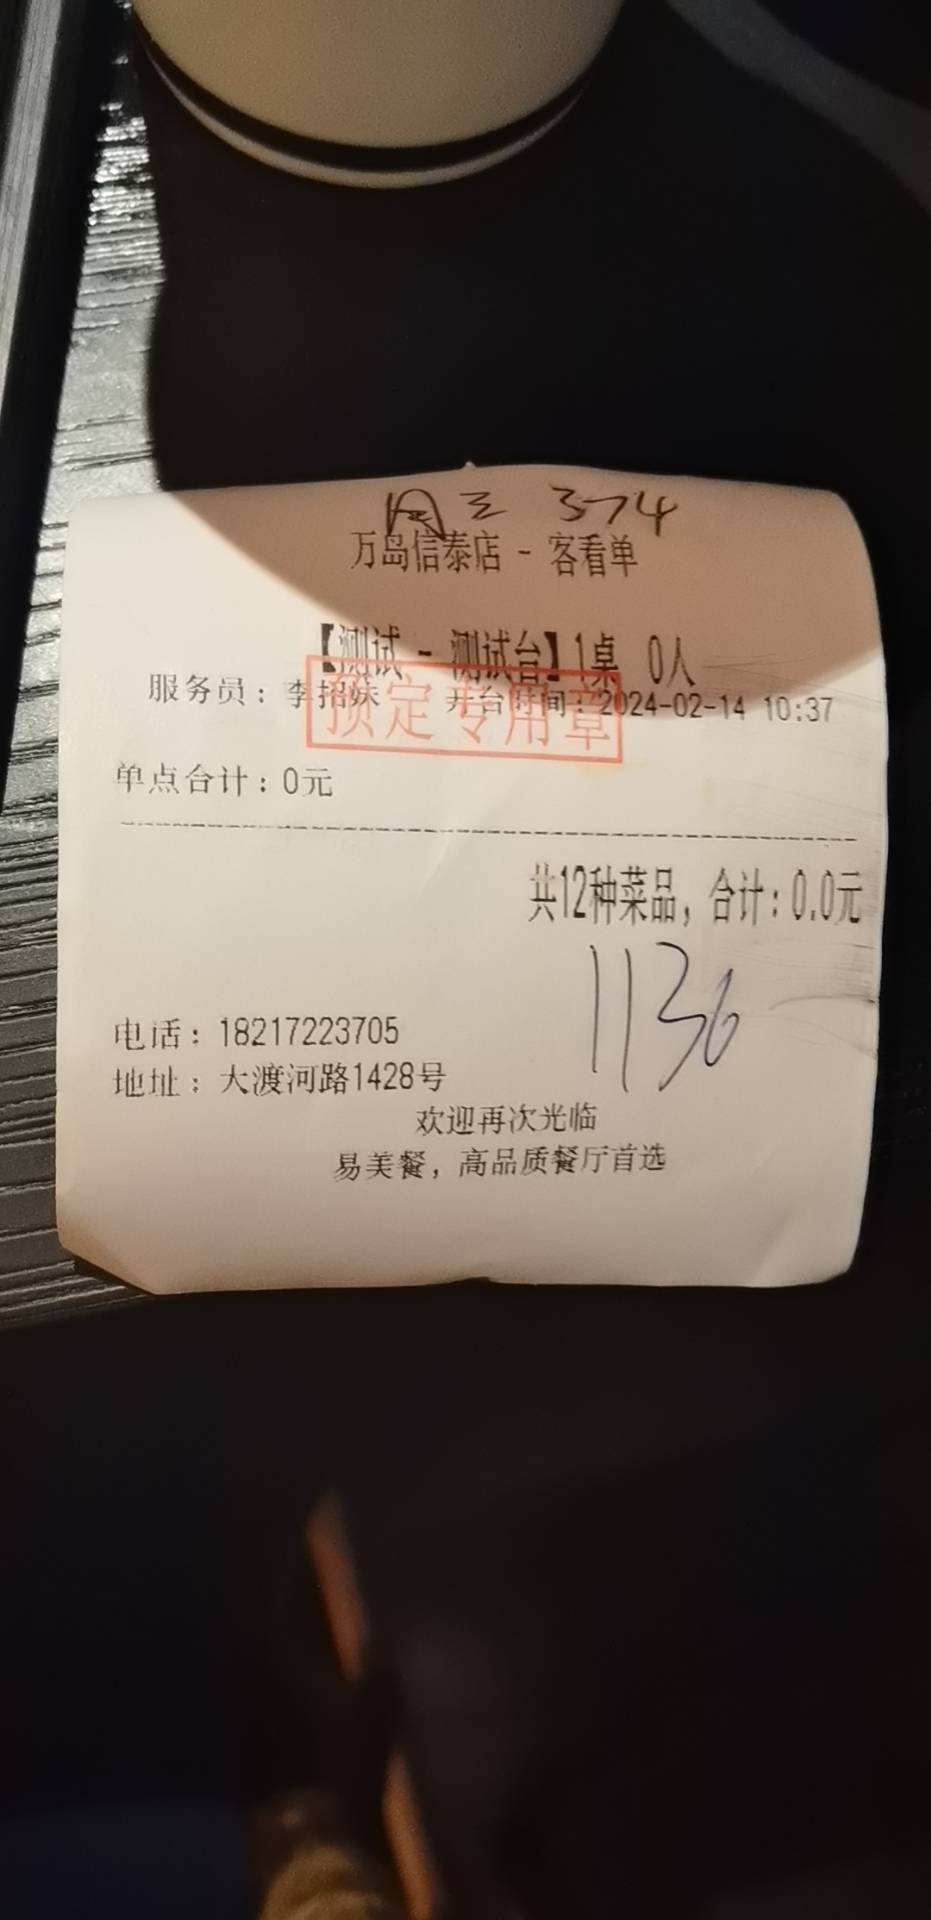 周三 374
万岛信泰店 - 客看单
【测试 - 测试台】1桌 0人
服务员：李招妹 开台时间：2024-02-14 10:37
预定专用章
单点合计：0元
共12种菜品，合计：0.0元
1130
电话：18217223705
地址：大渡河路1428号
欢迎再次光临
易美餐，高品质餐厅首选